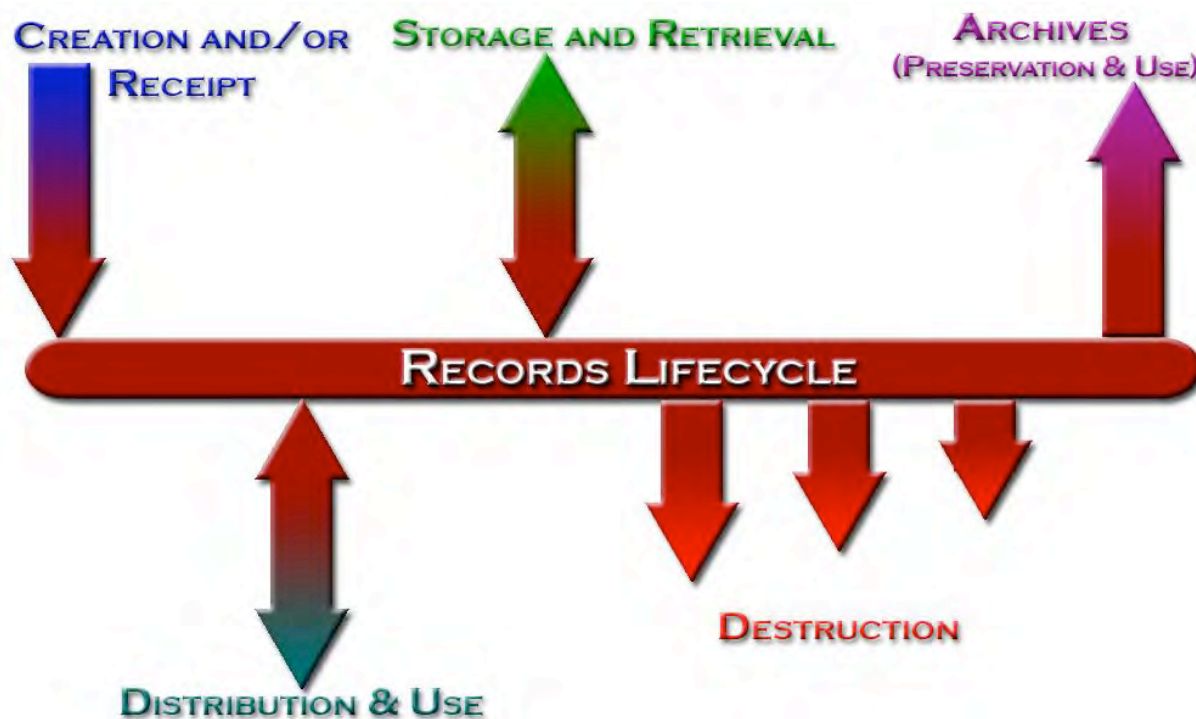 CREATION AND/OR
RECEIPT
STORAGE AND RETRIEVAL
ARCHIVES
(PRESERVATION & USE)
RECORDS LIFECYCLE
DESTRUCTION
DISTRIBUTION & USE